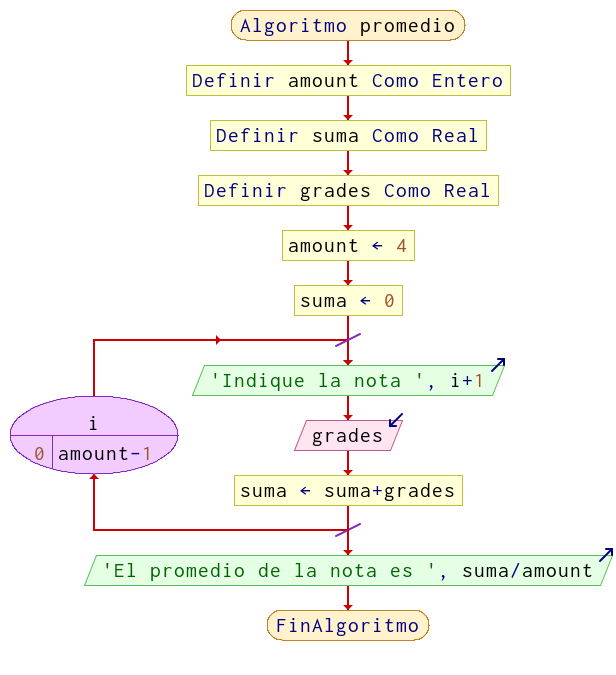 Algoritmo promedio
Definir amount Como Entero
Definir suma Como Real
Definir grades Como Real
amount ← 4
suma ← 0
'Indique la nota ', i+1
i
0 amount-1
grades
suma ← suma+grades
'El promedio de la nota es ', suma/amount
FinAlgoritmo